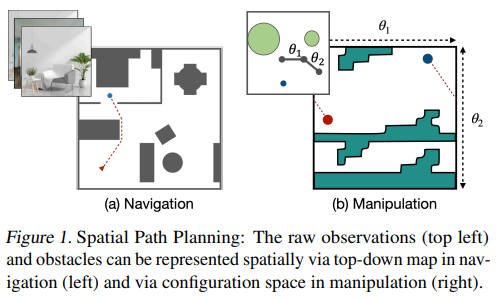 θ1
θ1
θ2
θ2
(a) Navigation
(b) Manipulation
Figure 1. Spatial Path Planning: The raw observations (top left)
and obstacles can be represented spatially via top-down map in nav-
igation (left) and via configuration space in manipulation (right).